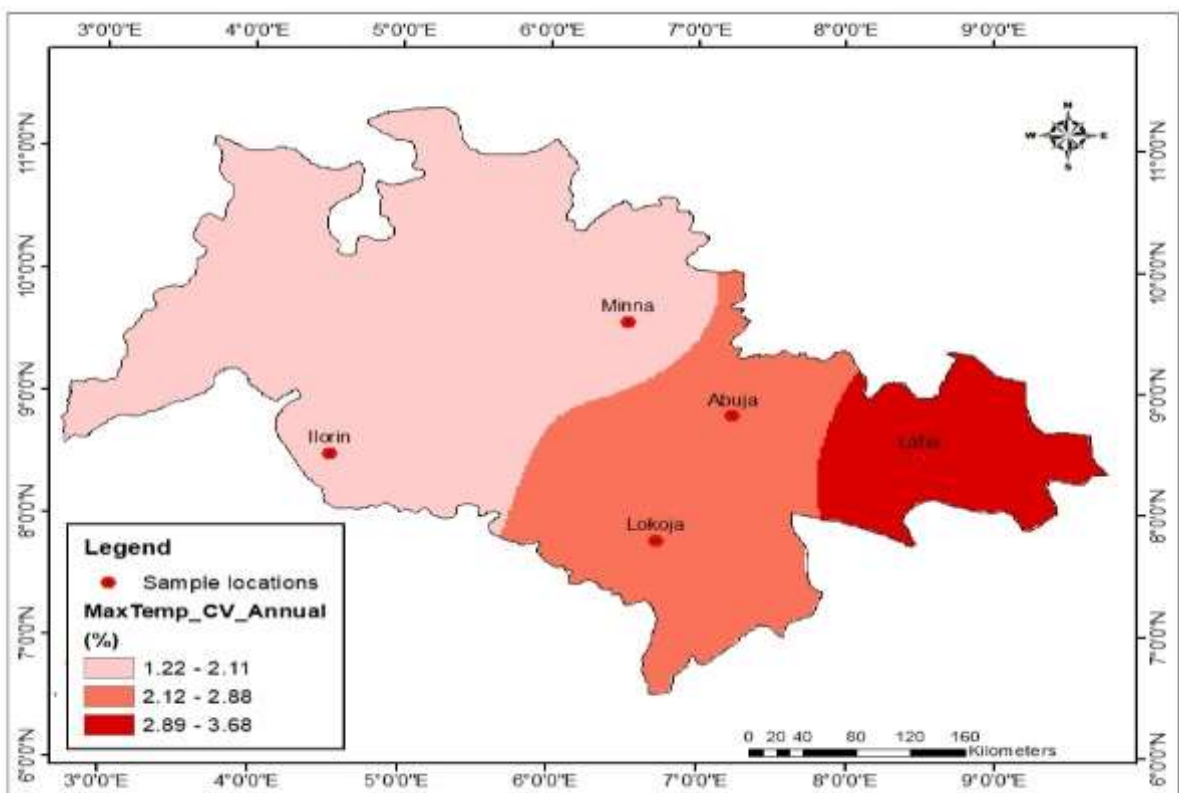 3°0'0"E 4°0'0"E 5°0'0"E 6°0'0"E 7°0'0"E 8°0'0"E 9°0'0"E
N
W E
S
11°0'0"N 11°0'0"N
10°0'0"N 10°0'0"N
Minna
9°0'0"N 9°0'0"N
Abuja
Ilorin Lafia
8°0'0"N 8°0'0"N
Lokoja
Legend
Sample locations
MaxTemp_CV_Annual
(%)
1.22 - 2.11
2.12 - 2.88
2.89 - 3.68
7°0'0"N 7°0'0"N
0 20 40 80 120 160
Kilometers
6°0'0"N 6°0'0"N
3°0'0"E 4°0'0"E 5°0'0"E 6°0'0"E 7°0'0"E 8°0'0"E 9°0'0"E